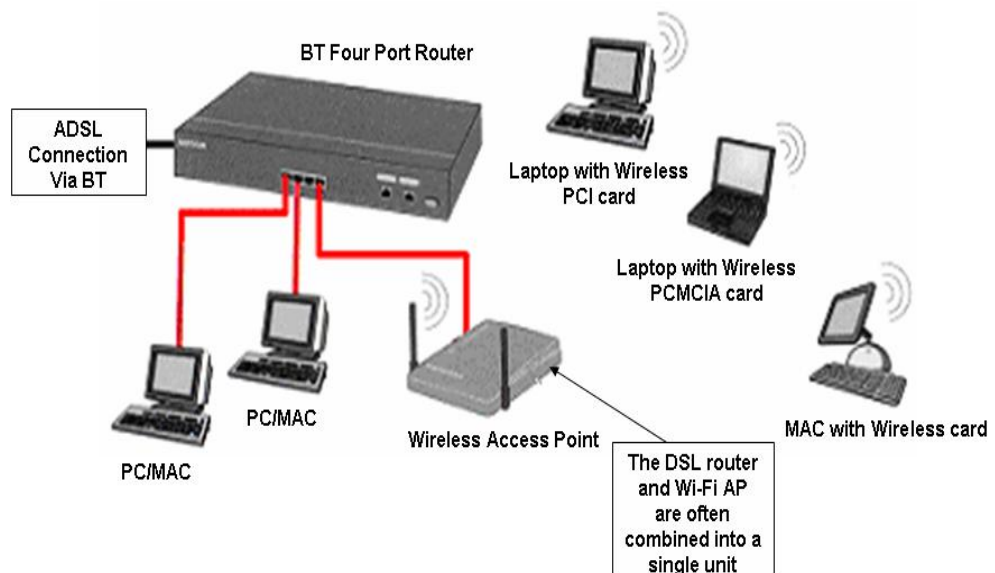 BT Four Port Router
ADSL
Connection
Via BT
Laptop with Wireless
PCI card
Laptop with Wireless
PCMCIA card
PC/MAC
PC/MAC
Wireless Access Point
MAC with Wireless card
The DSL router
and Wi-Fi AP
are often
combined into a
single unit